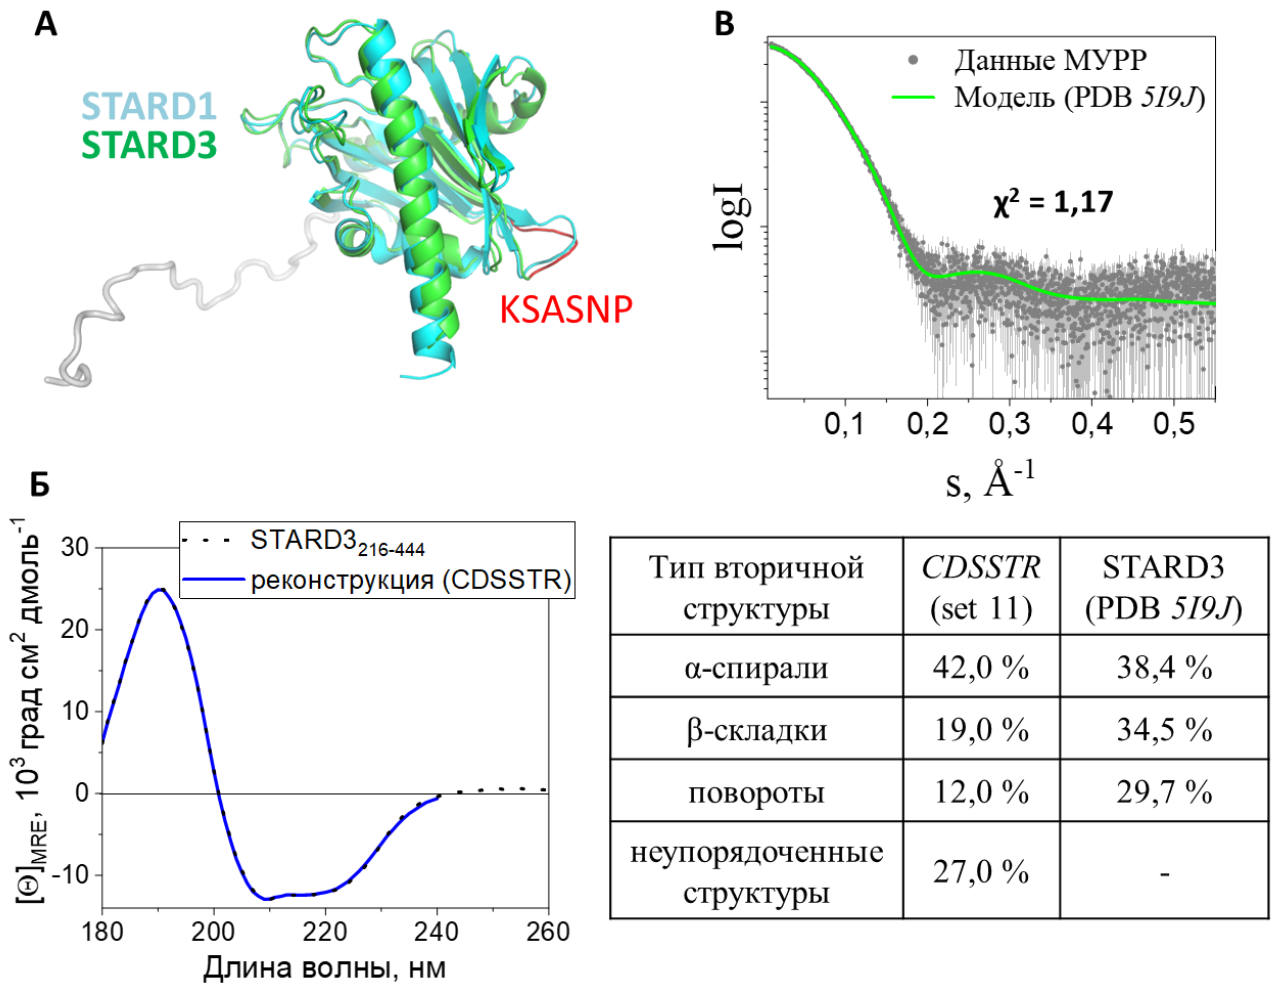 А
STARD1
STARD3
KSASNP
В
Данные МУРР
Модель (PDB 5I9J)
χ² = 1,17
logI
0,1 0,2 0,3 0,4 0,5
s, Å⁻¹
Б
STARD3₂₁₆₋₄₄₄
реконструкция (CDSSTR)
[Θ]MRE, 10³ град см² дмоль⁻¹
30
20
10
0
-10
180 200 220 240 260
Длина волны, нм
Тип вторичной структуры CDSSTR (set 11) STARD3 (PDB 5I9J)
α-спирали 42,0 % 38,4 %
β-складки 19,0 % 34,5 %
повороты 12,0 % 29,7 %
неупорядоченные структуры 27,0 % -